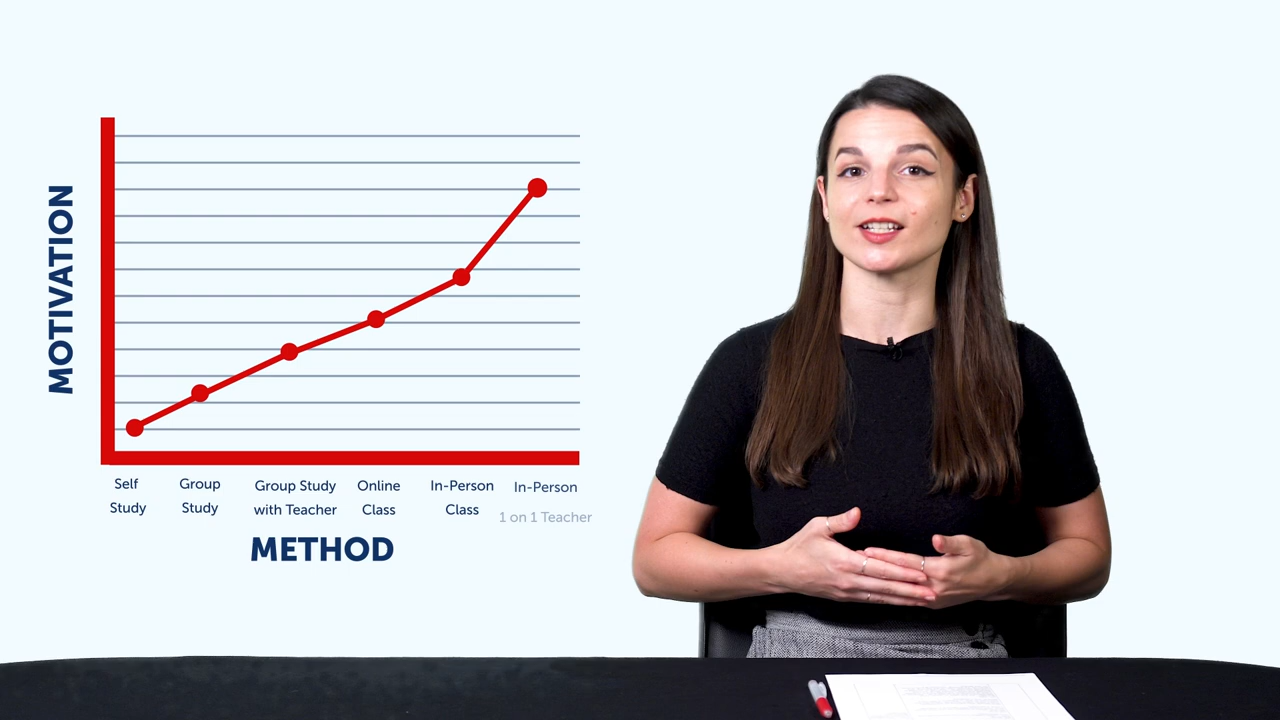 MOTIVATION
Self
Study
Group
Study
Group Study
with Teacher
Online
Class
In-Person
Class
In-Person
1 on 1 Teacher
METHOD